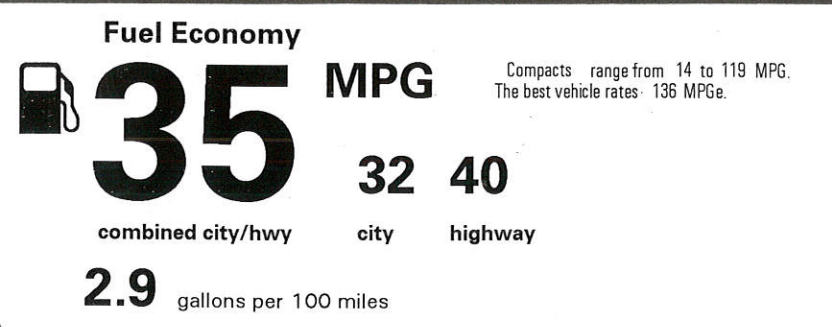 Fuel Economy
35 MPG
Compacts range from 14 to 119 MPG.
The best vehicle rates 136 MPGe.
32 40
combined city/hwy city highway
2.9 gallons per 100 miles